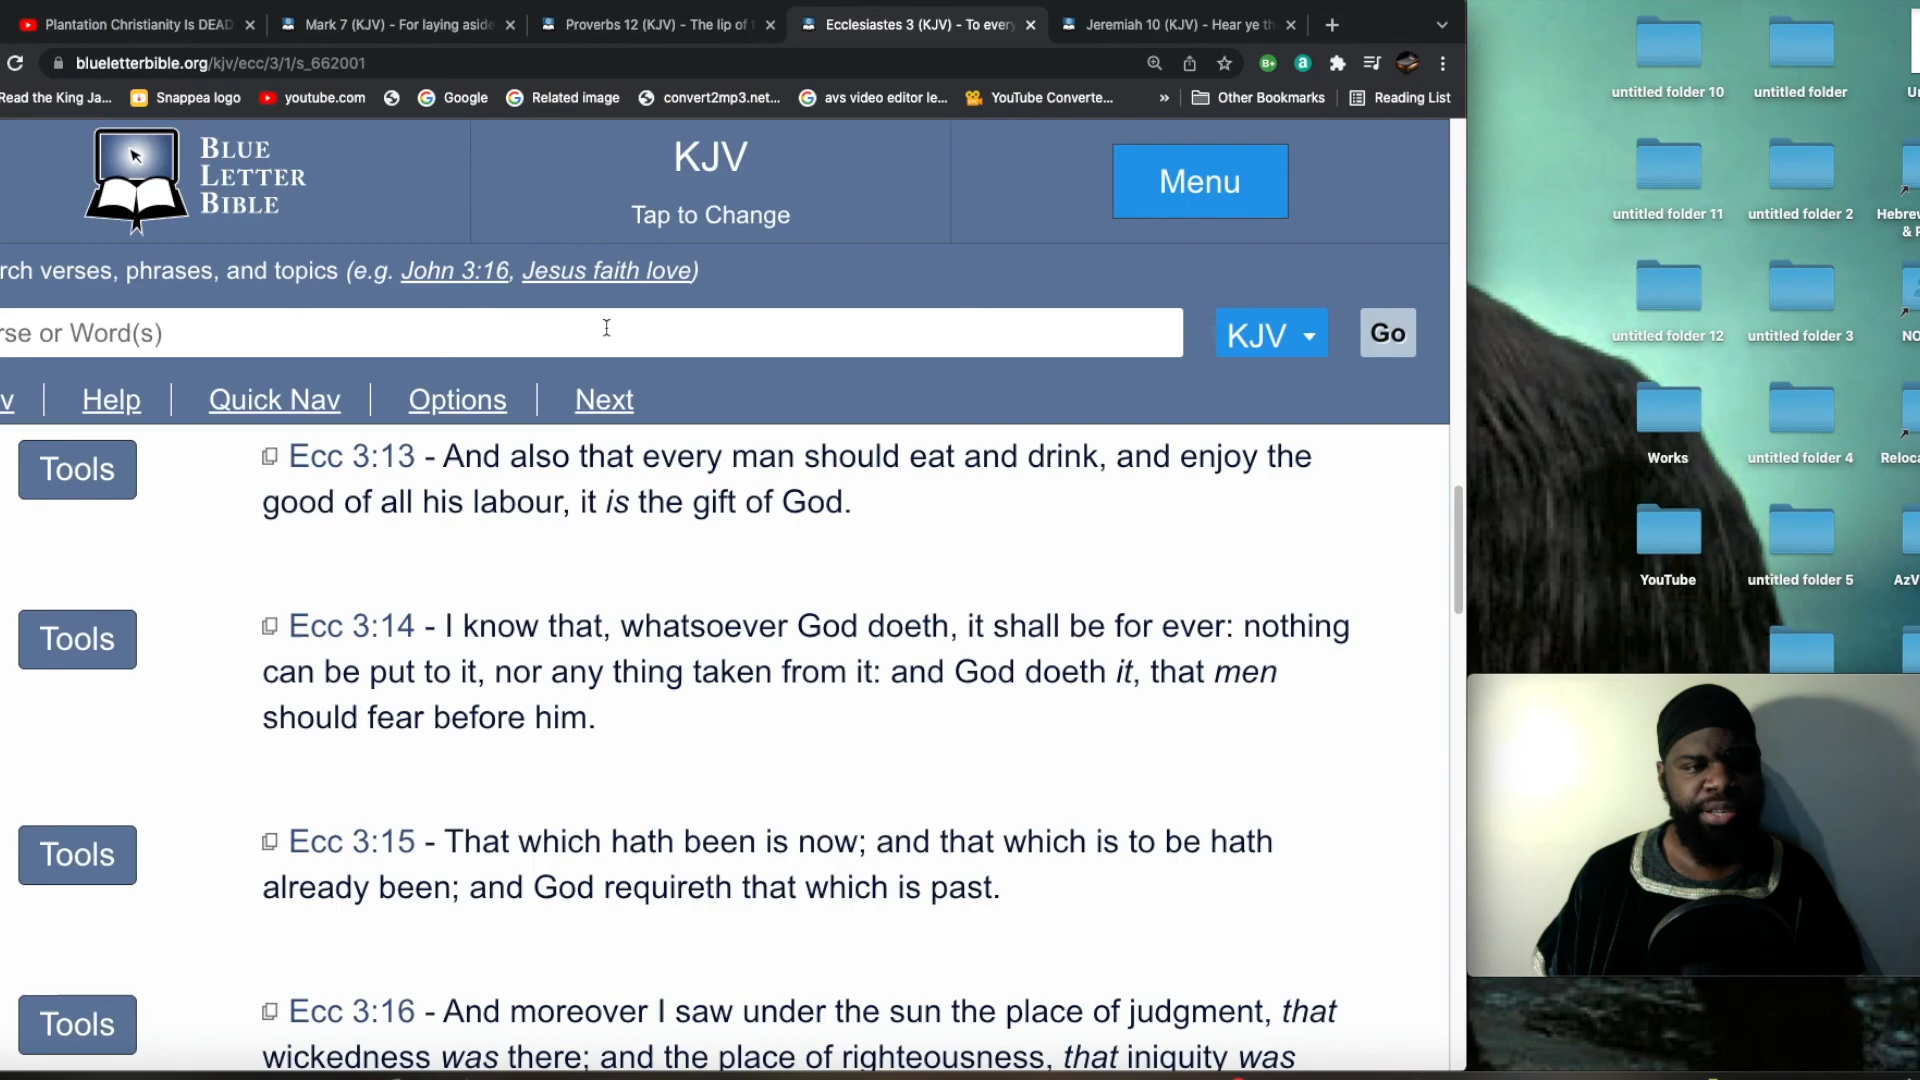 Plantation Christianity Is DEAD
Mark 7 (KJV) - For laying aside
Proverbs 12 (KJV) - The lip of
Ecclesiastes 3 (KJV) - To every
Jeremiah 10 (KJV) - Hear ye th
blueletterbible.org/kjv/ecc/3/1/s_662001
Read the King Ja...
Snappea logo
youtube.com
Google
Related image
convert2mp3.net...
avs video editor le...
YouTube Converte...
»
Other Bookmarks
Reading List
BLUE
LETTER
BIBLE
KJV
Tap to Change
Menu
rch verses, phrases, and topics (e.g. John 3:16, Jesus faith love)
rse or Word(s)
KJV
Go
v
Help
Quick Nav
Options
Next
Tools
Ecc 3:13 - And also that every man should eat and drink, and enjoy the
good of all his labour, it is the gift of God.
Tools
Ecc 3:14 - I know that, whatsoever God doeth, it shall be for ever: nothing
can be put to it, nor any thing taken from it: and God doeth it, that men
should fear before him.
Tools
Ecc 3:15 - That which hath been is now; and that which is to be hath
already been; and God requireth that which is past.
Tools
Ecc 3:16 - And moreover I saw under the sun the place of judgment, that
wickedness was there; and the place of righteousness, that iniquity was
untitled folder 10
untitled folder
Un
untitled folder 11
untitled folder 2
Hebrew
& P
untitled folder 12
untitled folder 3
NO
Works
untitled folder 4
Reloca
YouTube
untitled folder 5
AzV